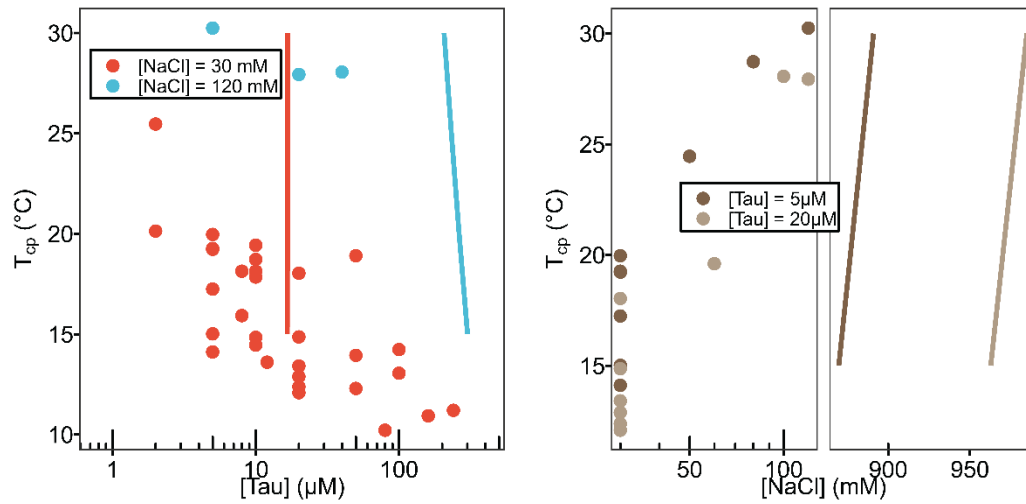 30
25
20
15
10
T_cp (°C)
[NaCl] = 30 mM
[NaCl] = 120 mM
1
10
100
[Tau] (µM)
30
25
20
15
T_cp (°C)
[Tau] = 5µM
[Tau] = 20µM
50
100
900
950
[NaCl] (mM)